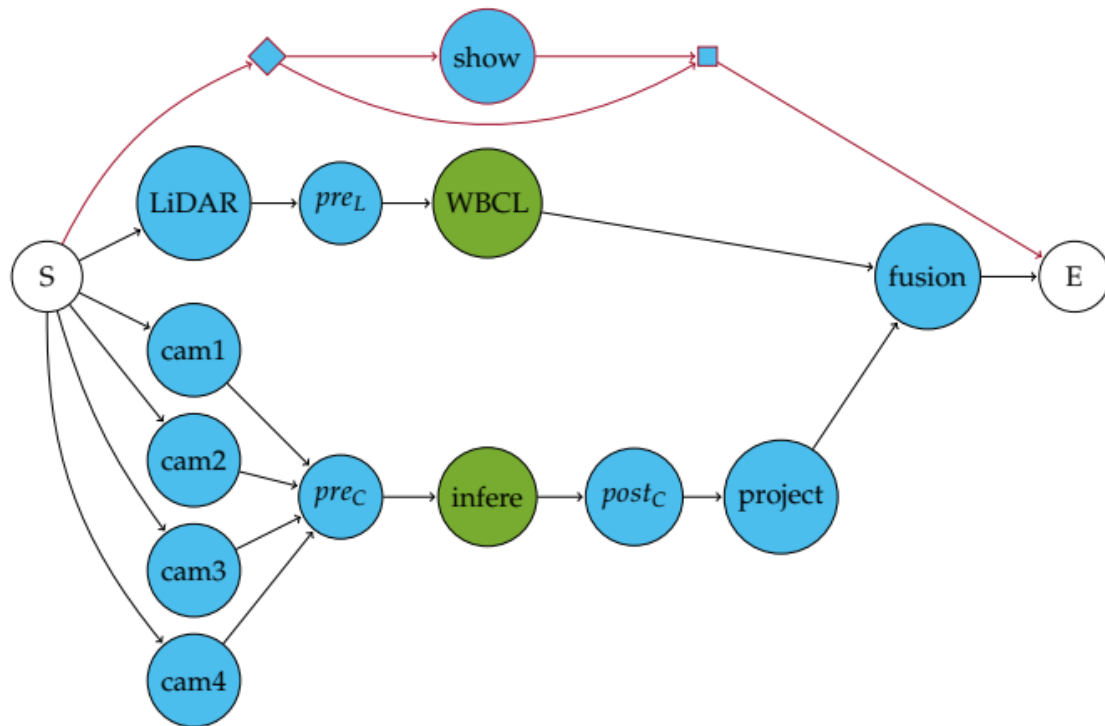 show
LiDAR
pre_L
WBCL
S
fusion
E
cam1
cam2
pre_C
infere
post_C
project
cam3
cam4